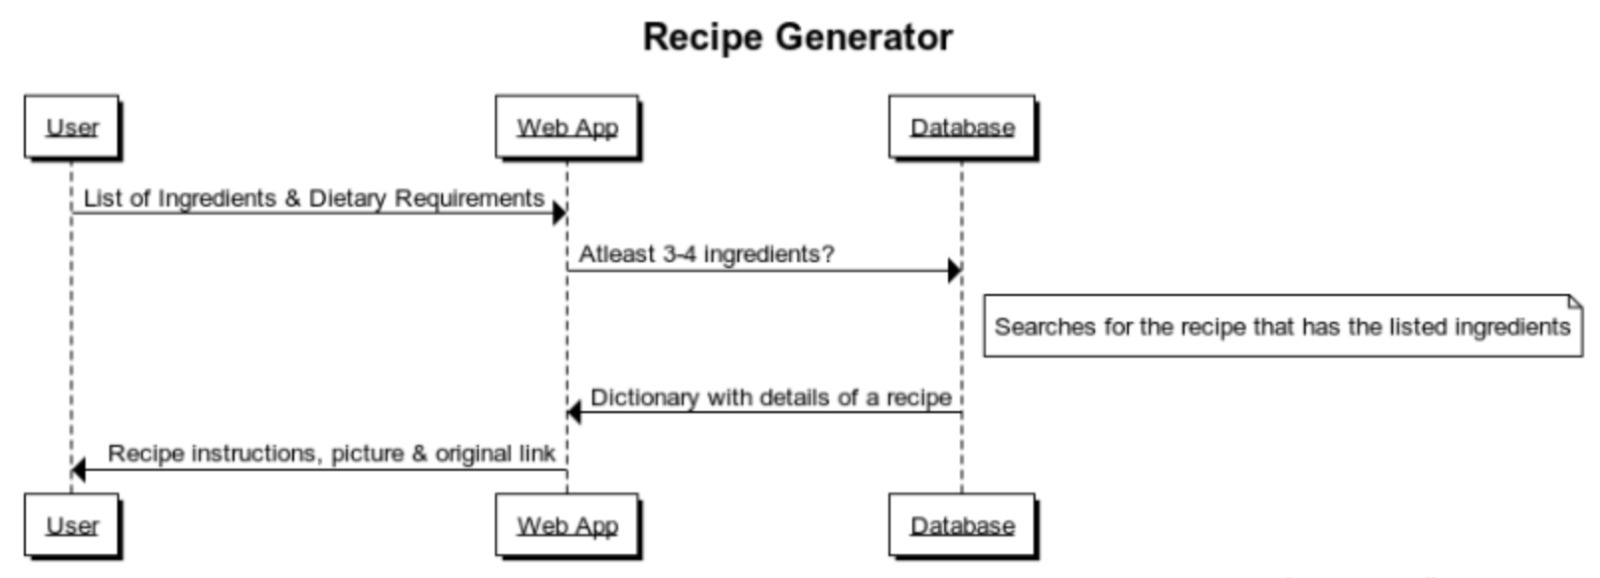 Recipe Generator
User
Web App
Database
List of Ingredients & Dietary Requirements
Atleast 3-4 ingredients?
Searches for the recipe that has the listed ingredients
Dictionary with details of a recipe
Recipe instructions, picture & original link
User
Web App
Database